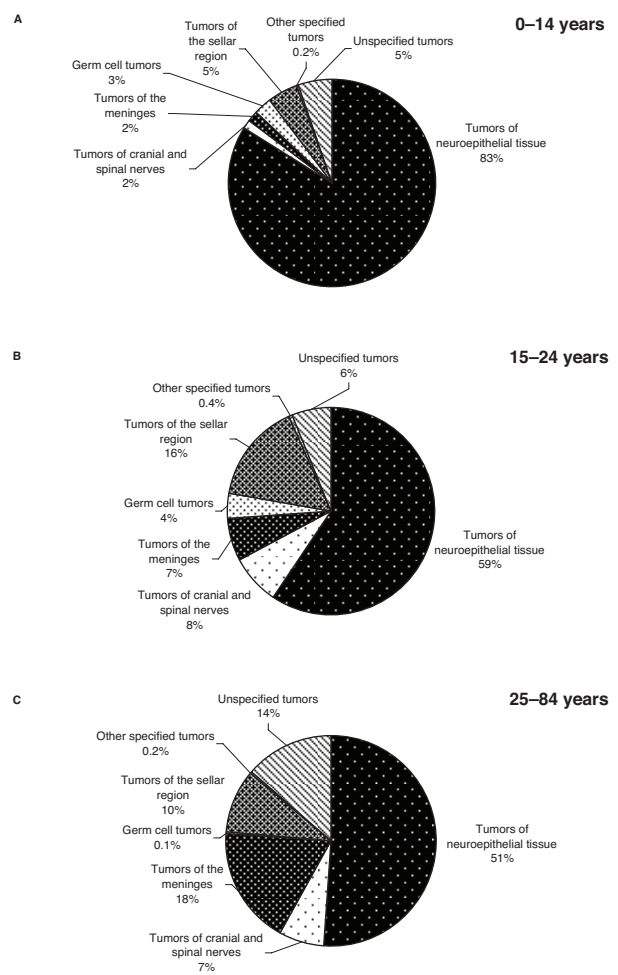 A
0–14 years
Other specified
tumors
0.2%
Tumors of
the sellar
region
5%
Unspecified tumors
5%
Germ cell tumors
3%
Tumors of the
meninges
2%
Tumors of cranial and
spinal nerves
2%
Tumors of
neuroepithelial tissue
83%
B
15–24 years
Unspecified tumors
6%
Other specified tumors
0.4%
Tumors of the sellar
region
16%
Germ cell tumors
4%
Tumors of the
meninges
7%
Tumors of cranial and
spinal nerves
8%
Tumors of
neuroepithelial tissue
59%
C
25–84 years
Unspecified tumors
14%
Other specified tumors
0.2%
Tumors of the sellar
region
10%
Germ cell tumors
0.1%
Tumors of the
meninges
18%
Tumors of cranial and
spinal nerves
7%
Tumors of
neuroepithelial tissue
51%